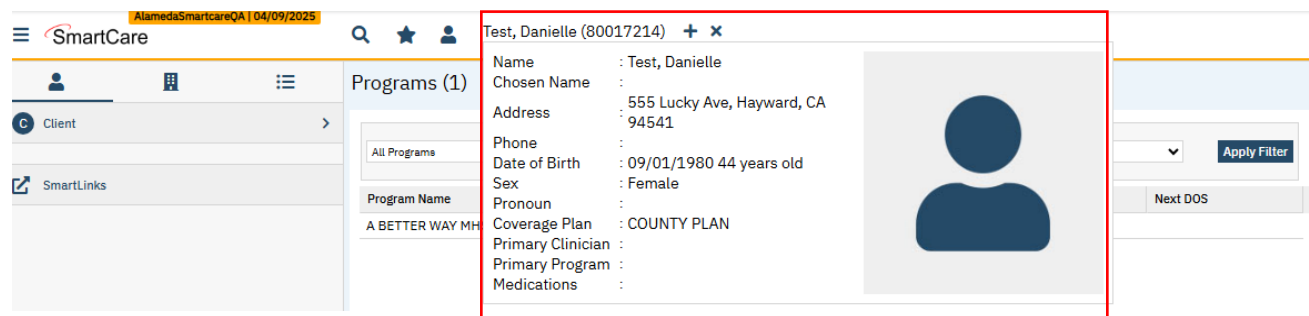 AlamedaSmartcareQA | 04/09/2025
SmartCare
Test, Danielle (80017214)
Programs (1)
Name : Test, Danielle
Chosen Name :
Address : 555 Lucky Ave, Hayward, CA
94541
Phone :
Date of Birth : 09/01/1980 44 years old
Sex : Female
Pronoun :
Coverage Plan : COUNTY PLAN
Primary Clinician :
Primary Program :
Medications :
C Client
SmartLinks
All Programs
Apply Filter
Program Name
Next DOS
A BETTER WAY MH